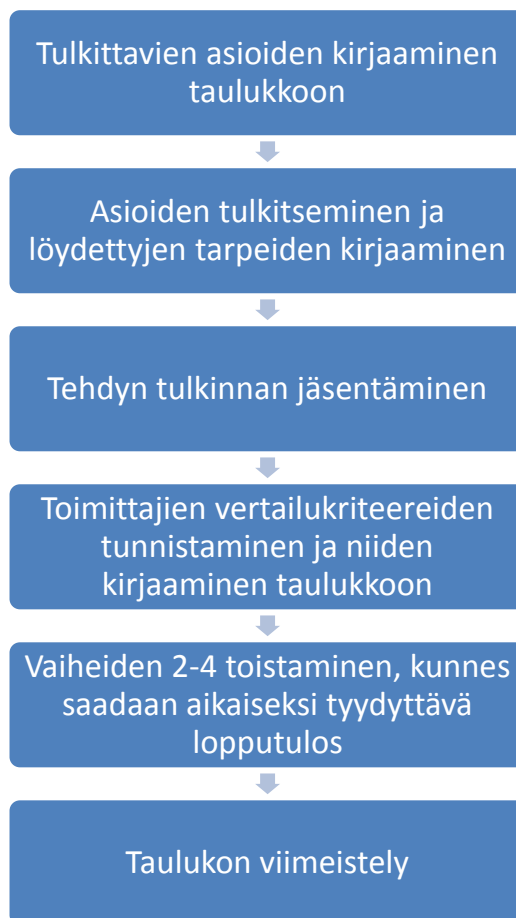 Tulkittavien asioiden kirjaaminen
taulukkoon
Asioiden tulkitseminen ja
löydettyjen tarpeiden kirjaaminen
Tehdyn tulkinnan jäsentäminen
Toimittajien vertailukriteereiden
tunnistaminen ja niiden
kirjaaminen taulukkoon
Vaiheiden 2-4 toistaminen, kunnes
saadaan aikaiseksi tyydyttävä
lopputulos
Taulukon viimeistely